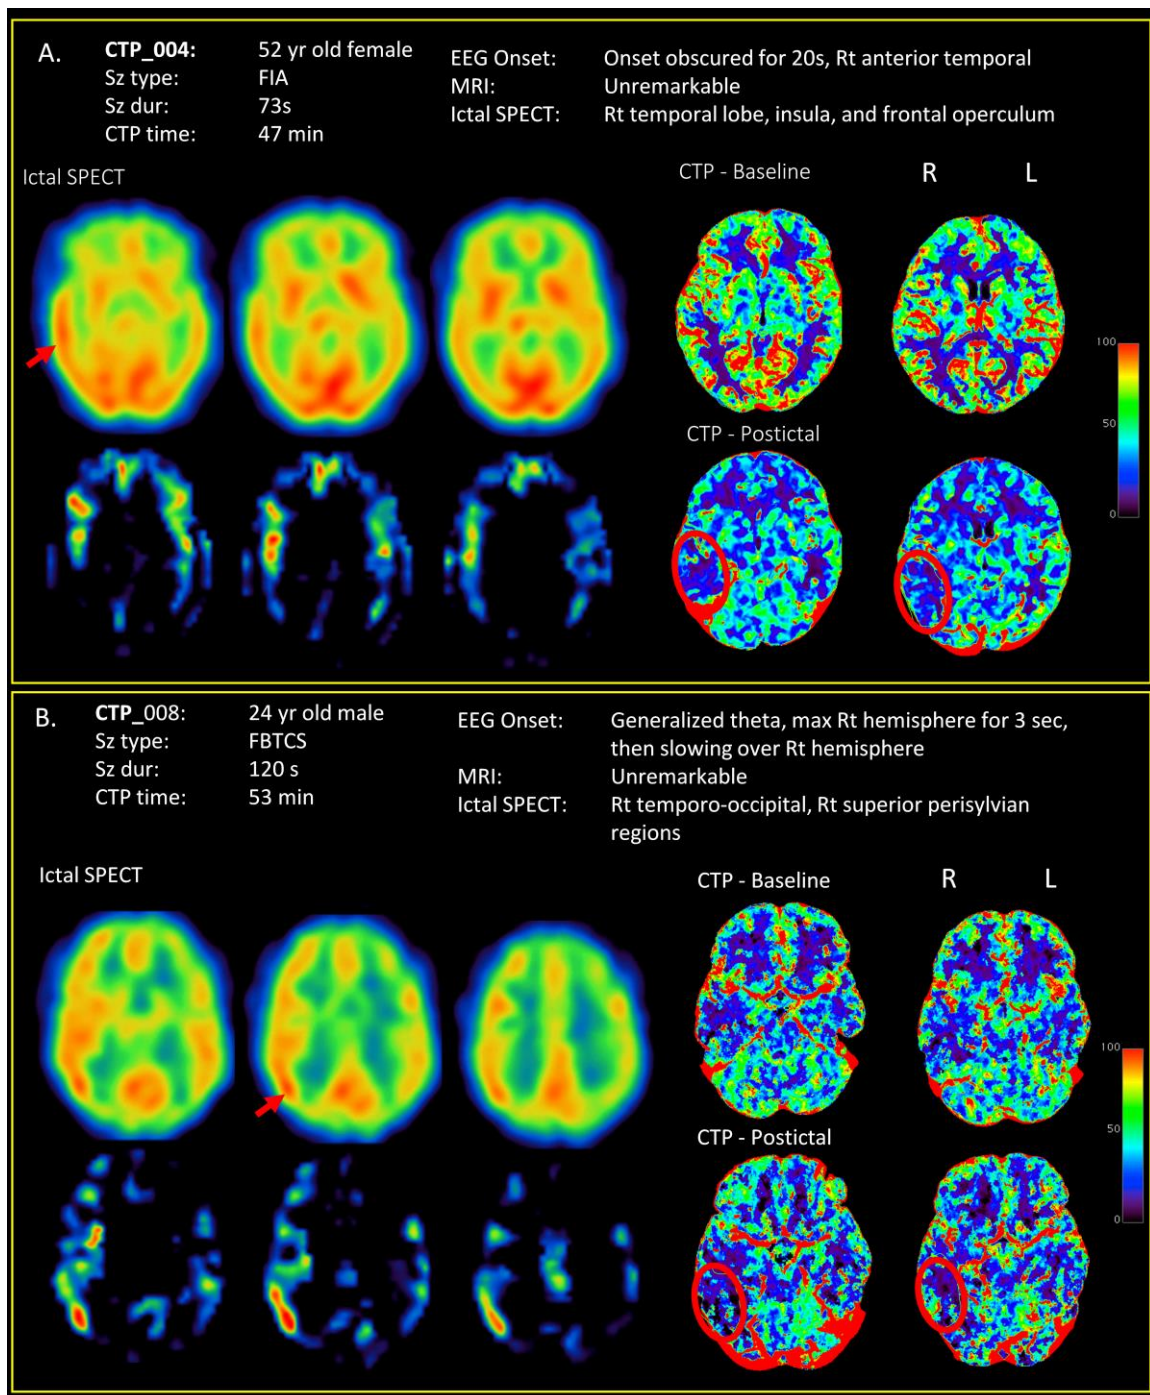 A.
CTP_004: 52 yr old female
Sz type: FIA
Sz dur: 73s
CTP time: 47 min
EEG Onset: Onset obscured for 20s, Rt anterior temporal
MRI: Unremarkable
Ictal SPECT: Rt temporal lobe, insula, and frontal operculum
Ictal SPECT
CTP - Baseline
R L
100
50
0
CTP - Postictal
B.
CTP_008: 24 yr old male
Sz type: FBTCS
Sz dur: 120 s
CTP time: 53 min
EEG Onset: Generalized theta, max Rt hemisphere for 3 sec,
then slowing over Rt hemisphere
MRI: Unremarkable
Ictal SPECT: Rt temporo-occipital, Rt superior perisylvian
regions
Ictal SPECT
CTP - Baseline
R L
100
50
0
CTP - Postictal